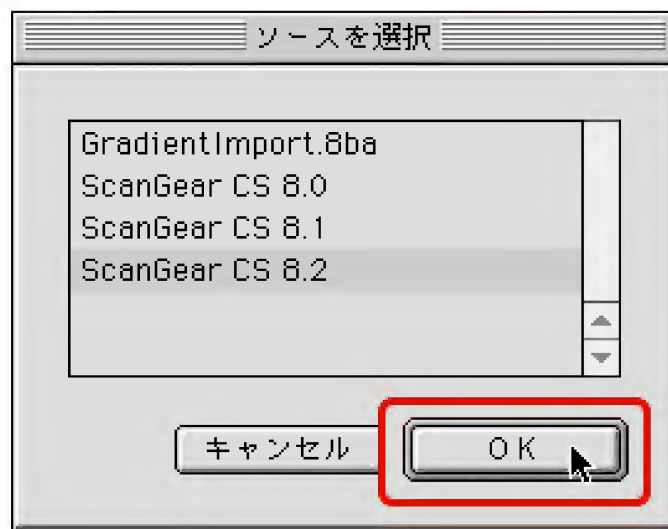 ソースを選択
GradientImport.8ba
ScanGear CS 8.0
ScanGear CS 8.1
ScanGear CS 8.2
キャンセル
OK